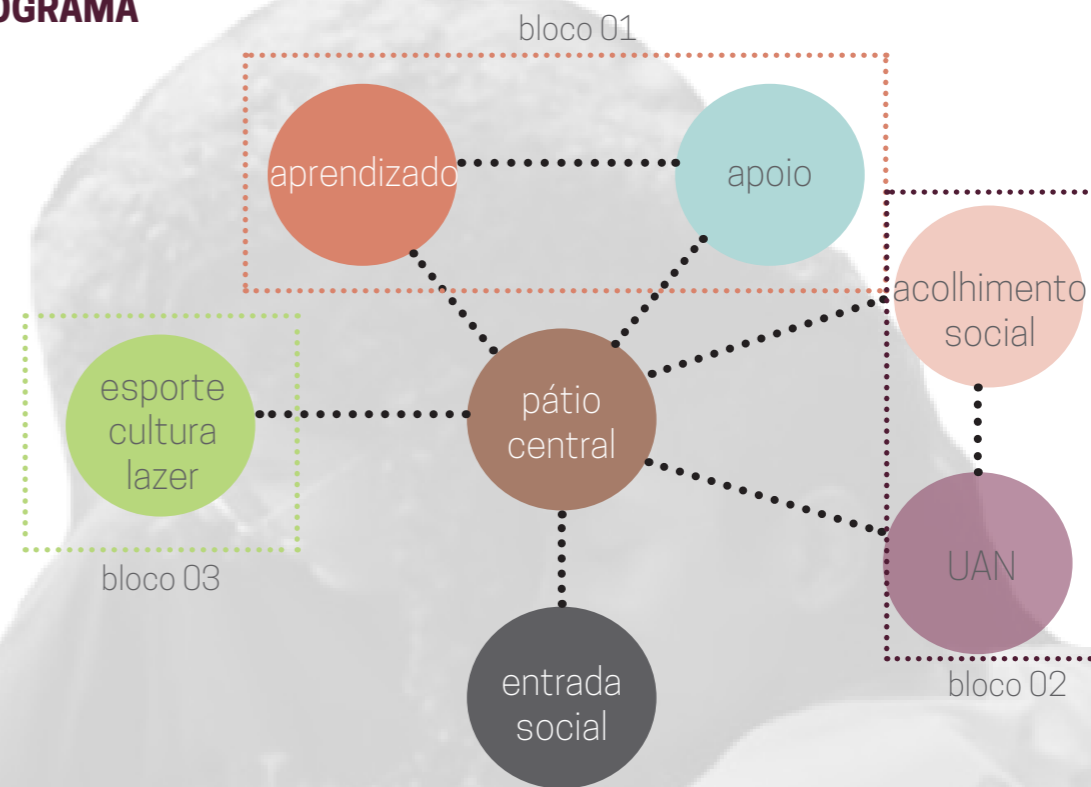 OGRAMA
bloco 01
aprendizado
apoio
acolhimento
social
esporte
cultura
lazer
pátio
central
UAN
bloco 03
entrada
social
bloco 02